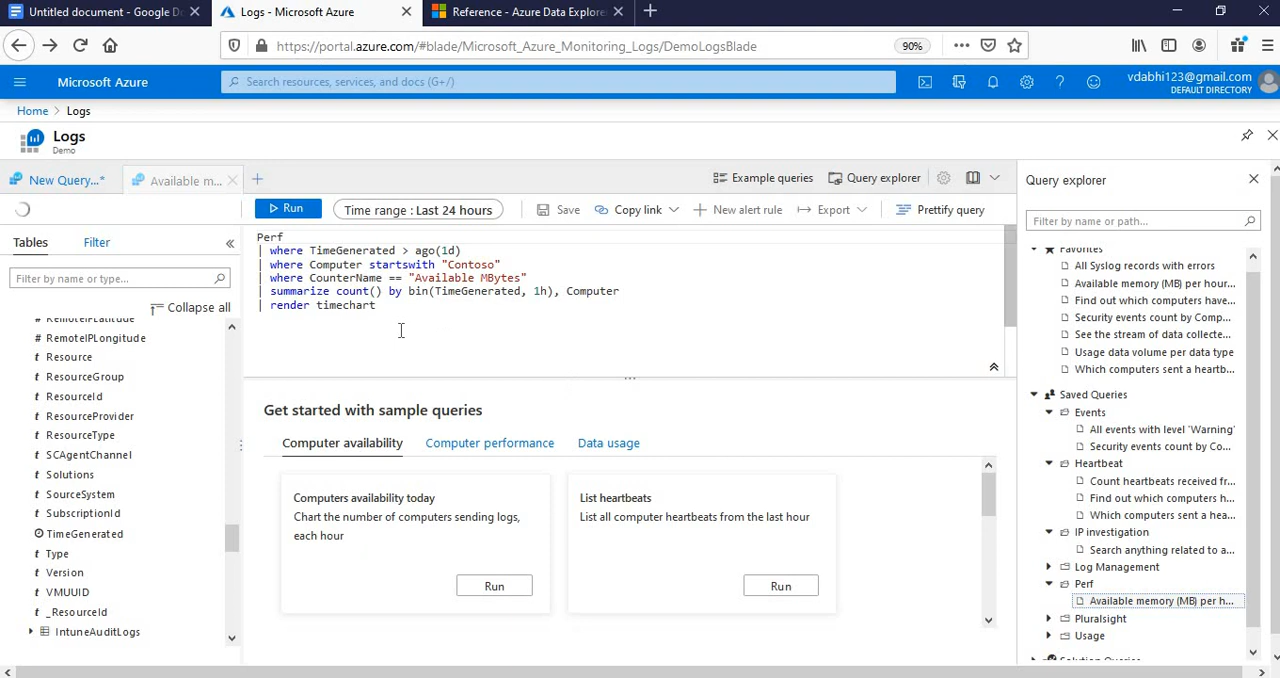 Untitled document - Google D
Logs - Microsoft Azure
Reference - Azure Data Explorer
https://portal.azure.com/#blade/Microsoft_Azure_Monitoring_Logs/DemoLogsBlade
90%
Microsoft Azure
Search resources, services, and docs (G+/)
vdabhi123@gmail.com
DEFAULT DIRECTORY
Home > Logs
Logs
Demo
New Query...*
Available m...
Example queries
Query explorer
Run
Time range : Last 24 hours
Save
Copy link
New alert rule
Export
Prettify query
Tables
Filter
Filter by name or type...
Collapse all
# RemoteIPLatitude
# RemoteIPLongitude
t Resource
t ResourceGroup
t ResourceId
t ResourceProvider
t ResourceType
t SCAgentChannel
t Solutions
t SourceSystem
t SubscriptionId
TimeGenerated
t Type
t Version
t VMUUID
t _ResourceId
IntuneAuditLogs
Perf
| where TimeGenerated > ago(1d)
| where Computer startswith "Contoso"
| where CounterName == "Available MBytes"
| summarize count() by bin(TimeGenerated, 1h), Computer
| render timechart
Get started with sample queries
Computer availability
Computer performance
Data usage
Computers availability today
Chart the number of computers sending logs,
each hour
Run
List heartbeats
List all computer heartbeats from the last hour
Run
Query explorer
Filter by name or path...
Favorites
All Syslog records with errors
Available memory (MB) per hour...
Find out which computers have...
Security events count by Comp...
See the stream of data collecte...
Usage data volume per data type
Which computers sent a heartb...
Saved Queries
Events
All events with level 'Warning'
Security events count by Co...
Heartbeat
Count heartbeats received fr...
Find out which computers h...
Which computers sent a hea...
IP investigation
Search anything related to a...
Log Management
Perf
Available memory (MB) per h...
Pluralsight
Usage
Solution Queries